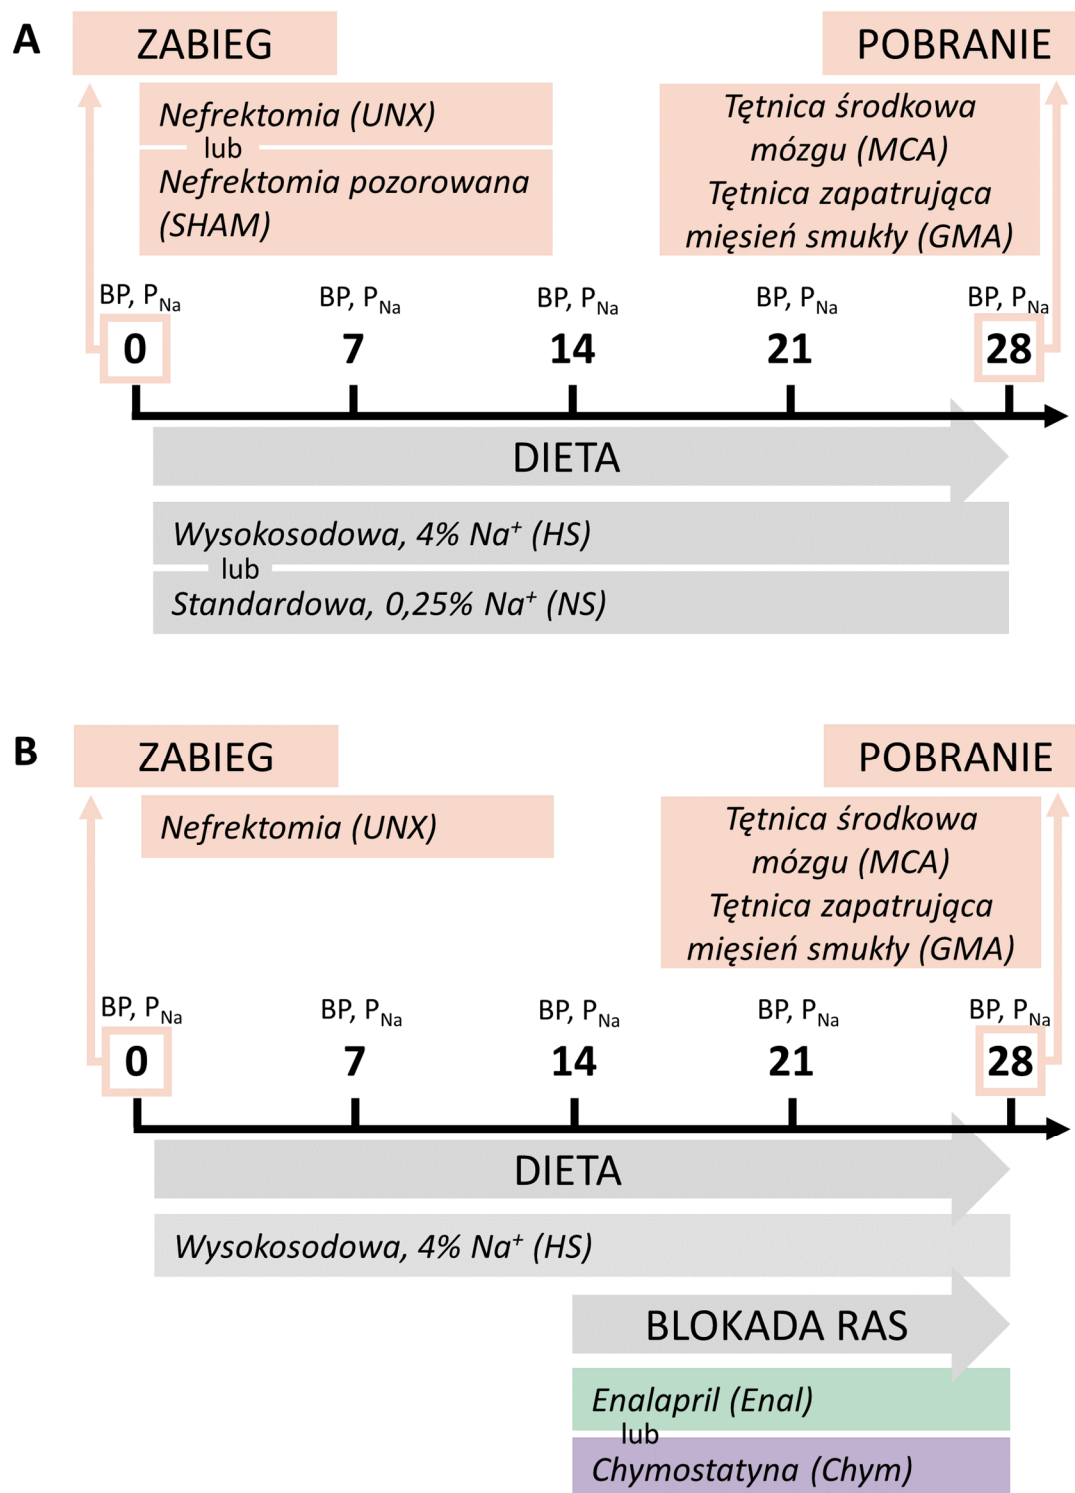 A
ZABIEG
POBRANIE
Nefrektomia (UNX)
lub
Nefrektomia pozorowana
(SHAM)
Tętnica środkowa
mózgu (MCA)
Tętnica zapatrująca
mięsień smukły (GMA)
BP, PNa BP, PNa BP, PNa BP, PNa BP, PNa
0 7 14 21 28
DIETA
Wysokosodowa, 4% Na⁺ (HS)
lub
Standardowa, 0,25% Na⁺ (NS)
B
ZABIEG
POBRANIE
Nefrektomia (UNX)
Tętnica środkowa
mózgu (MCA)
Tętnica zapatrująca
mięsień smukły (GMA)
BP, PNa BP, PNa BP, PNa BP, PNa BP, PNa
0 7 14 21 28
DIETA
Wysokosodowa, 4% Na⁺ (HS)
BLOKADA RAS
Enalapril (Enal)
lub
Chymostatyna (Chym)